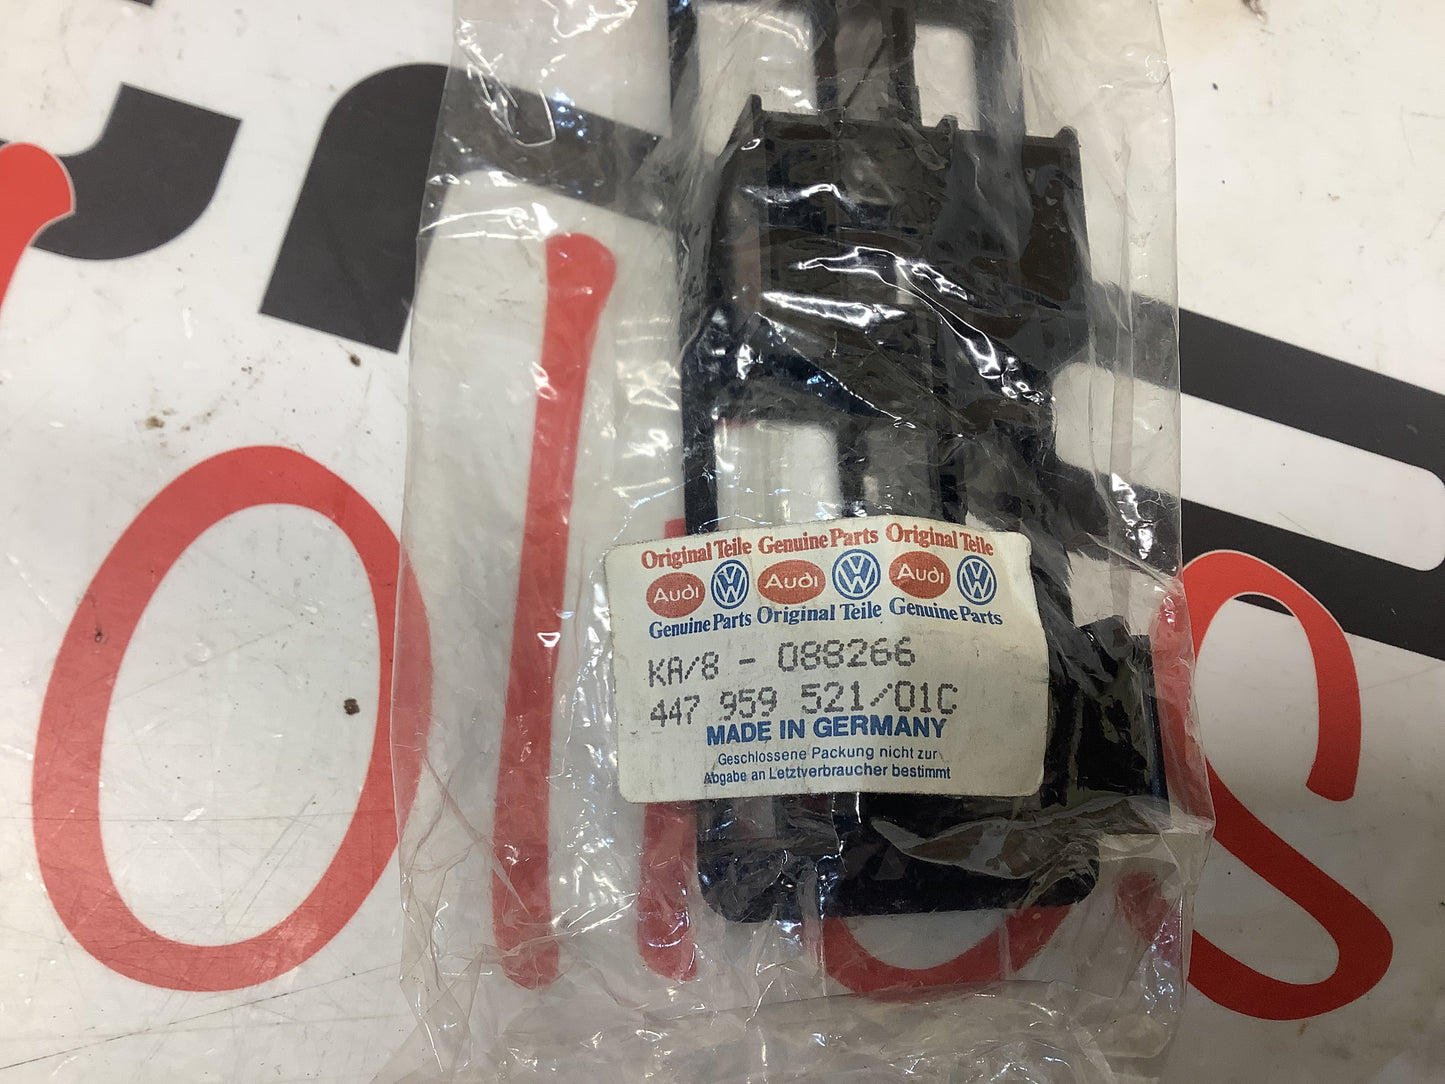 Original Teile Genuine Parts Original Teile
Audi VW Audi VW Audi VW
Genuine Parts Original Teile Genuine Parts
KA/8 - 088266
447 959 521/01C
MADE IN GERMANY
Geschlossene Packung nicht zur
Abgabe an Letztverbraucher bestimmt